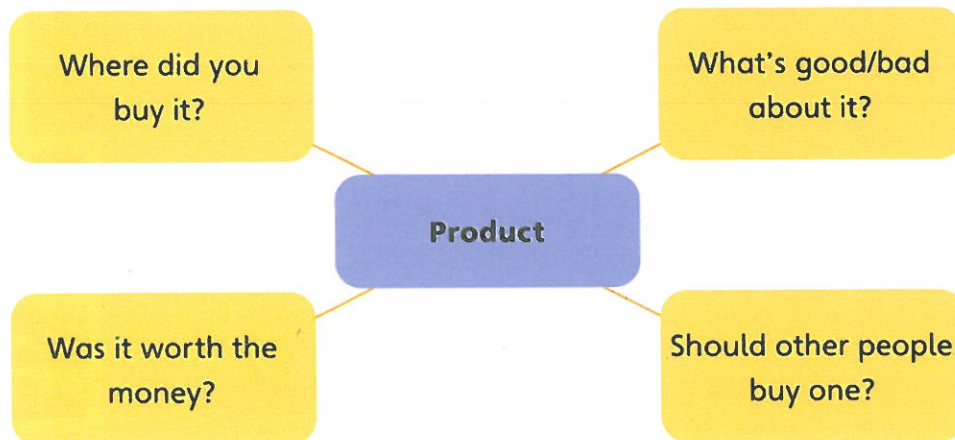 Where did you
buy it?
What's good/bad
about it?
Product
Was it worth the
money?
Should other people
buy one?